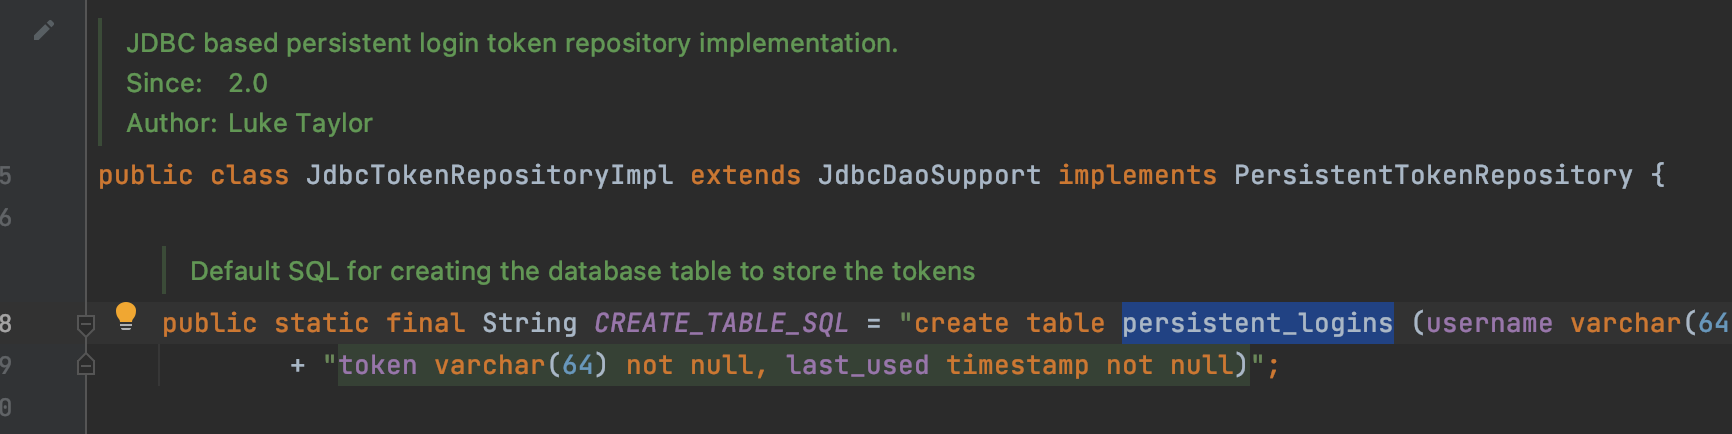 JDBC based persistent login token repository implementation.
Since: 2.0
Author: Luke Taylor
5 public class JdbcTokenRepositoryImpl extends JdbcDaoSupport implements PersistentTokenRepository {
6
Default SQL for creating the database table to store the tokens
8 public static final String CREATE_TABLE_SQL = "create table persistent_logins (username varchar(64
9 + "token varchar(64) not null, last_used timestamp not null)";
0